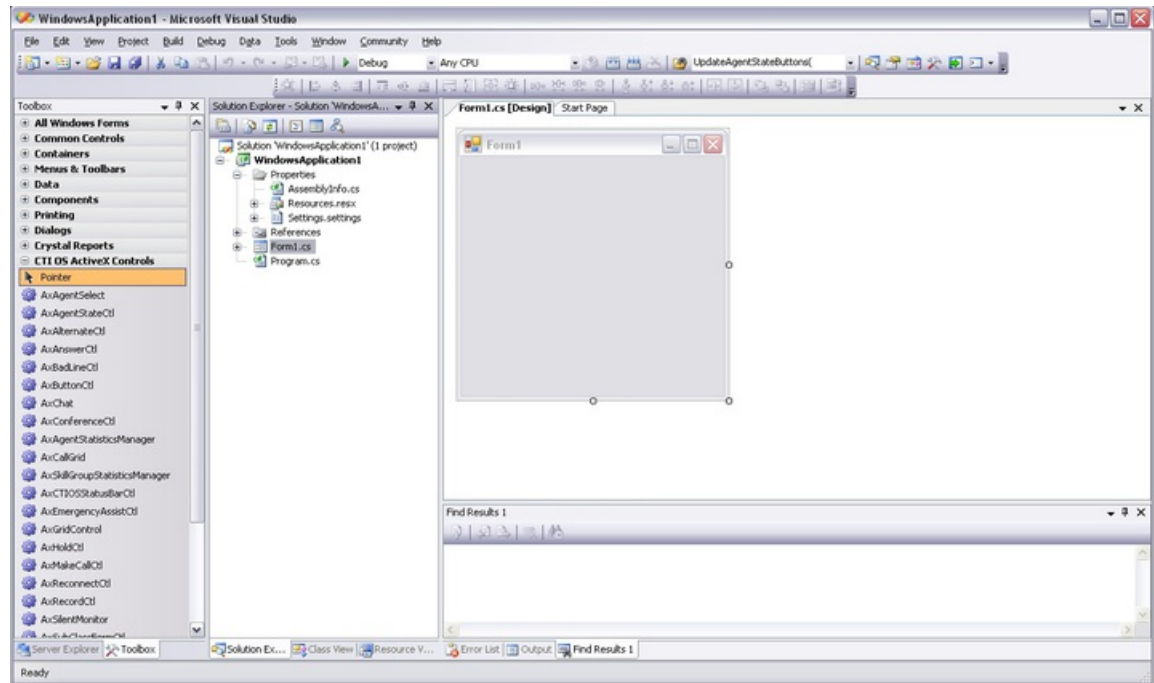 WindowsApplication1 - Microsoft Visual Studio
File Edit View Project Build Debug Data Tools Window Community Help
Debug Any CPU UpdateAgentStateButtons(
Toolbox
All Windows Forms
Common Controls
Containers
Menus & Toolbars
Data
Components
Printing
Dialogs
Crystal Reports
CTI OS ActiveX Controls
Pointer
AxAgentSelect
AxAgentStateCtl
AxAlternateCtl
AxAnswerCtl
AxBadLineCtl
AxButtonCtl
AxChat
AxConferenceCtl
AxAgentStatisticsManager
AxCallGrid
AxSkillGroupStatisticsManager
AxCTIOSStatusBarCtl
AxEmergencyAssistCtl
AxGridControl
AxHoldCtl
AxMakeCallCtl
AxReconnectCtl
AxRecordCtl
AxSilentMonitor
Server Explorer Toolbox
Solution Explorer - Solution 'WindowsA...
Solution 'WindowsApplication1' (1 project)
WindowsApplication1
Properties
AssemblyInfo.cs
Resources.resx
Settings.settings
References
Form1.cs
Program.cs
Solution Ex... Class View Resource V...
Form1.cs [Design] Start Page
Form1
Find Results 1
Error List Output Find Results 1
Ready